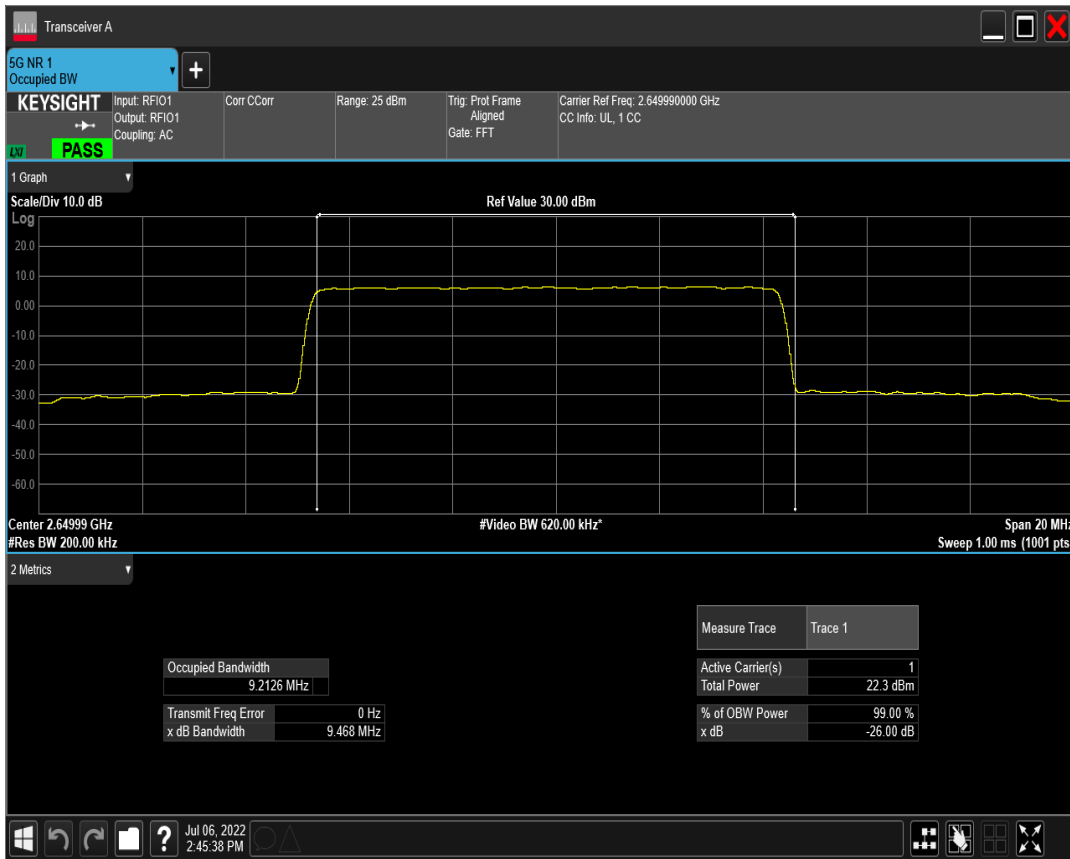 Transceiver A
5G NR 1
Occupied BW
+
KEYSIGHT
LXI
PASS
Input: RFIO1
Output: RFIO1
Coupling: AC
Corr CCorr
Range: 25 dBm
Trig: Prot Frame
Aligned
Gate: FFT
Carrier Ref Freq: 2.649990000 GHz
CC Info: UL, 1 CC
1 Graph
Scale/Div 10.0 dB
Ref Value 30.00 dBm
Log
20.0
10.0
0.00
-10.0
-20.0
-30.0
-40.0
-50.0
-60.0
Center 2.64999 GHz
#Video BW 620.00 kHz*
Span 20 MHz
#Res BW 200.00 kHz
Sweep 1.00 ms (1001 pts
2 Metrics
Measure Trace Trace 1
Occupied Bandwidth
9.2126 MHz
Active Carrier(s) 1
Total Power 22.3 dBm
Transmit Freq Error 0 Hz
x dB Bandwidth 9.468 MHz
% of OBW Power 99.00 %
x dB -26.00 dB
?
Jul 06, 2022
2:45:38 PM